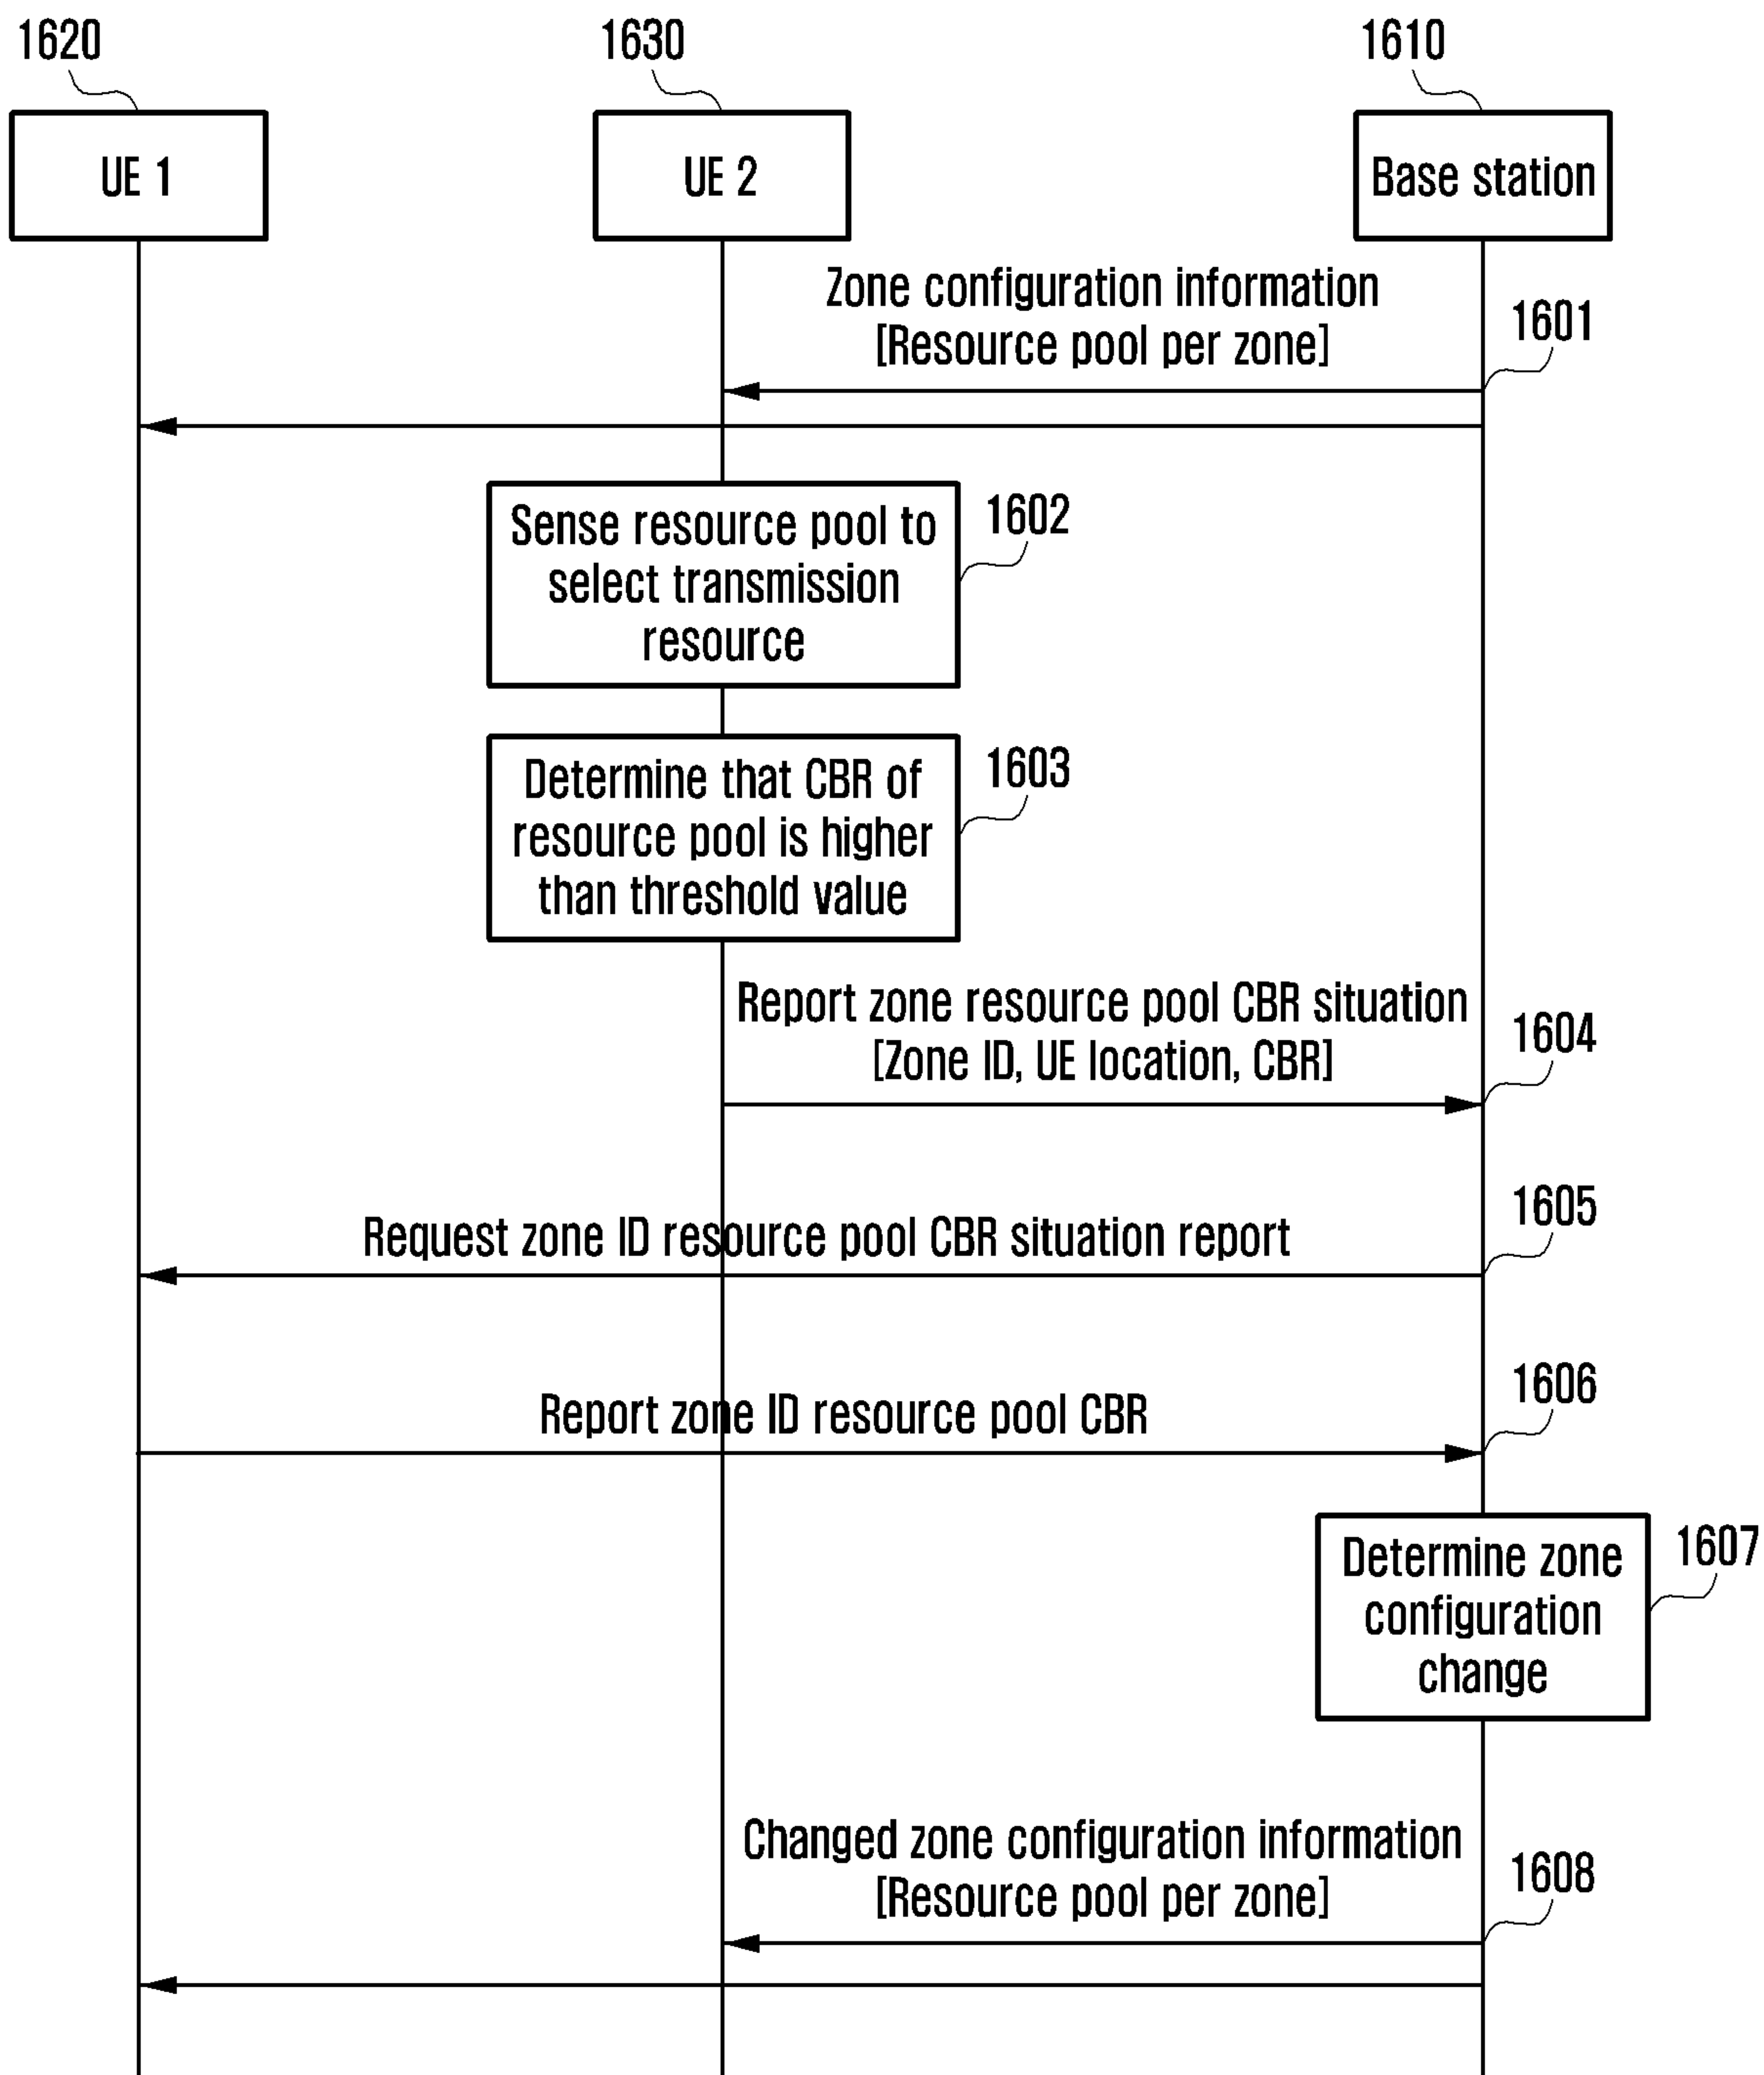 1620
1630
1610
UE 1
UE 2
Base station
Zone configuration information
[Resource pool per zone]
1601
Sense resource pool to
select transmission
resource
1602
Determine that CBR of
resource pool is higher
than threshold value
1603
Report zone resource pool CBR situation
[Zone ID, UE location, CBR]
1604
Request zone ID resource pool CBR situation report
1605
Report zone ID resource pool CBR
1606
Determine zone
configuration
change
1607
Changed zone configuration information
[Resource pool per zone]
1608